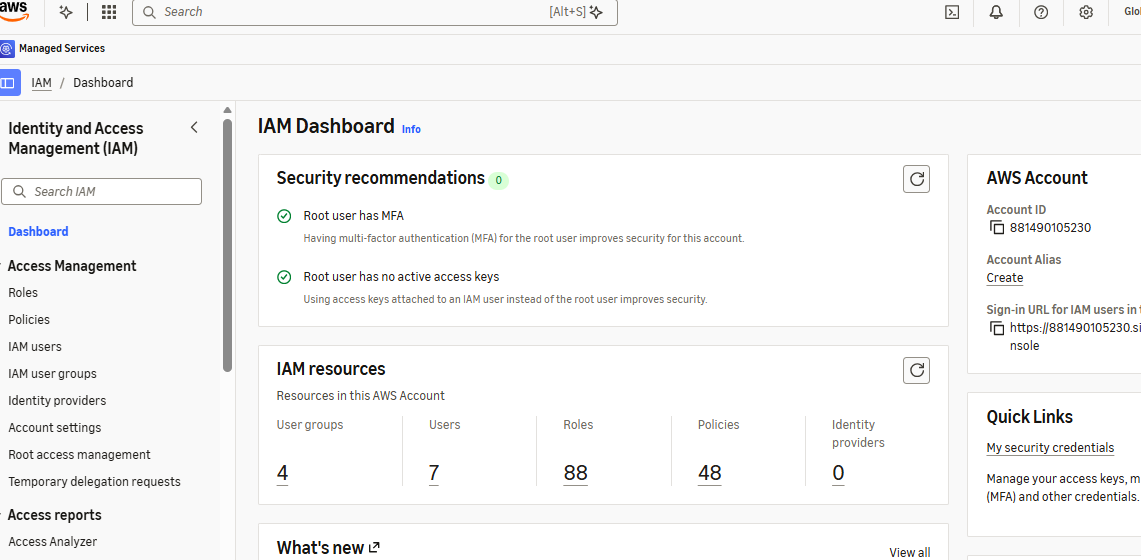 aws
Search [Alt+S]
Managed Services
IAM / Dashboard
Identity and Access
Management (IAM)
Search IAM
Dashboard
Access Management
Roles
Policies
IAM users
IAM user groups
Identity providers
Account settings
Root access management
Temporary delegation requests
Access reports
Access Analyzer
IAM Dashboard Info
Security recommendations 0
Root user has MFA
Having multi-factor authentication (MFA) for the root user improves security for this account.
Root user has no active access keys
Using access keys attached to an IAM user instead of the root user improves security.
IAM resources
Resources in this AWS Account
User groups
4
Users
7
Roles
88
Policies
48
Identity
providers
0
What's new
View all
AWS Account
Account ID
881490105230
Account Alias
Create
Sign-in URL for IAM users in t
https://881490105230.si
nsole
Quick Links
My security credentials
Manage your access keys, m
(MFA) and other credentials.